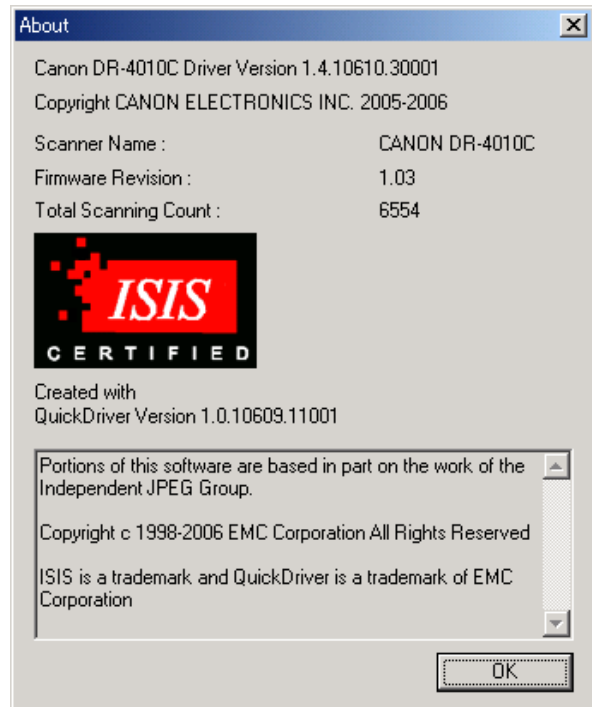 About
Canon DR-4010C Driver Version 1.4.10610.30001
Copyright CANON ELECTRONICS INC. 2005-2006
Scanner Name : CANON DR-4010C
Firmware Revision : 1.03
Total Scanning Count : 6554
ISIS
CERTIFIED
Created with
QuickDriver Version 1.0.10609.11001
Portions of this software are based in part on the work of the
Independent JPEG Group.
Copyright c 1998-2006 EMC Corporation All Rights Reserved
ISIS is a trademark and QuickDriver is a trademark of EMC
Corporation
OK